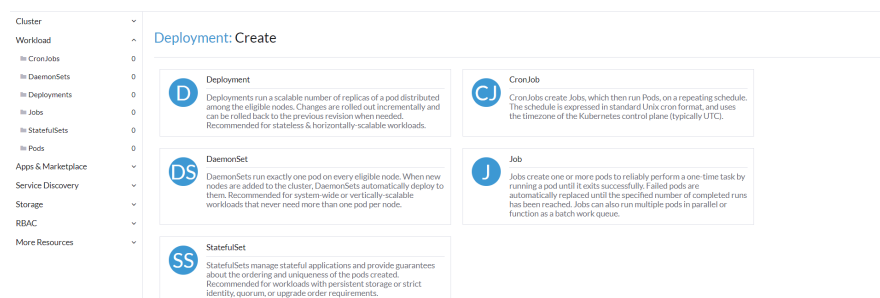 Cluster
Workload
CronJobs 0
DaemonSets 0
Deployments 0
Jobs 0
StatefulSets 0
Pods 0
Apps & Marketplace
Service Discovery
Storage
RBAC
More Resources
Deployment: Create
D
Deployment
Deployments run a scalable number of replicas of a pod distributed
among the eligible nodes. Changes are rolled out incrementally and
can be rolled back to the previous revision when needed.
Recommended for stateless & horizontally-scalable workloads.
CJ
CronJob
CronJobs create Jobs, which then run Pods, on a repeating schedule.
The schedule is expressed in standard Unix cron format, and uses
the timezone of the Kubernetes control plane (typically UTC).
DS
DaemonSet
DaemonSets run exactly one pod on every eligible node. When new
nodes are added to the cluster, DaemonSets automatically deploy to
them. Recommended for system-wide or vertically-scalable
workloads that never need more than one pod per node.
J
Job
Jobs create one or more pods to reliably perform a one-time task by
running a pod until it exits successfully. Failed pods are
automatically replaced until the specified number of completed runs
has been reached. Jobs can also run multiple pods in parallel or
function as a batch work queue.
SS
StatefulSet
StatefulSets manage stateful applications and provide guarantees
about the ordering and uniqueness of the pods created.
Recommended for workloads with persistent storage or strict
identity, quorum, or upgrade order requirements.